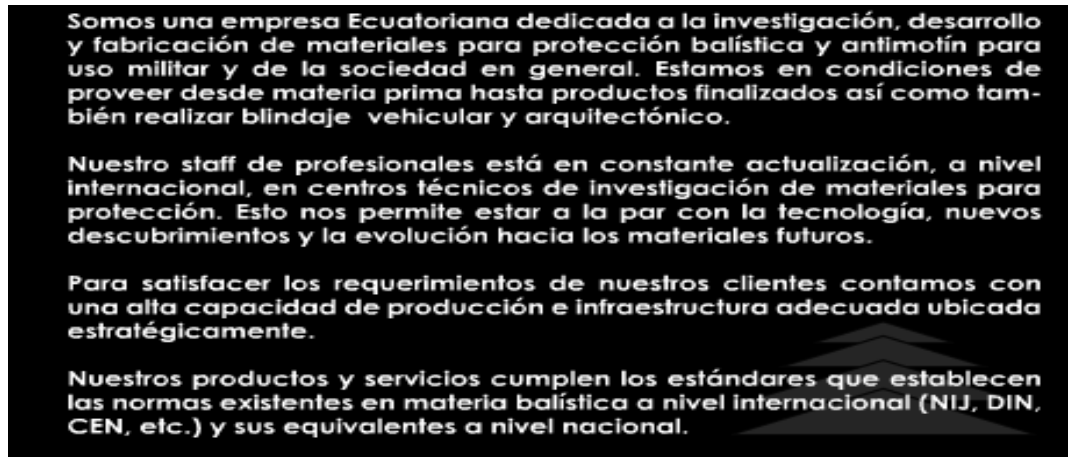 Somos una empresa Ecuatoriana dedicada a la investigación, desarrollo
y fabricación de materiales para protección balística y antimotín para
uso militar y de la sociedad en general. Estamos en condiciones de
proveer desde materia prima hasta productos finalizados así como tam-
bién realizar blindaje vehicular y arquitectónico.
Nuestro staff de profesionales está en constante actualización, a nivel
internacional, en centros técnicos de investigación de materiales para
protección. Esto nos permite estar a la par con la tecnología, nuevos
descubrimientos y la evolución hacia los materiales futuros.
Para satisfacer los requerimientos de nuestros clientes contamos con
una alta capacidad de producción e infraestructura adecuada ubicada
estratégicamente.
Nuestros productos y servicios cumplen los estándares que establecen
las normas existentes en materia balística a nivel internacional (NIJ, DIN,
CEN, etc.) y sus equivalentes a nivel nacional.